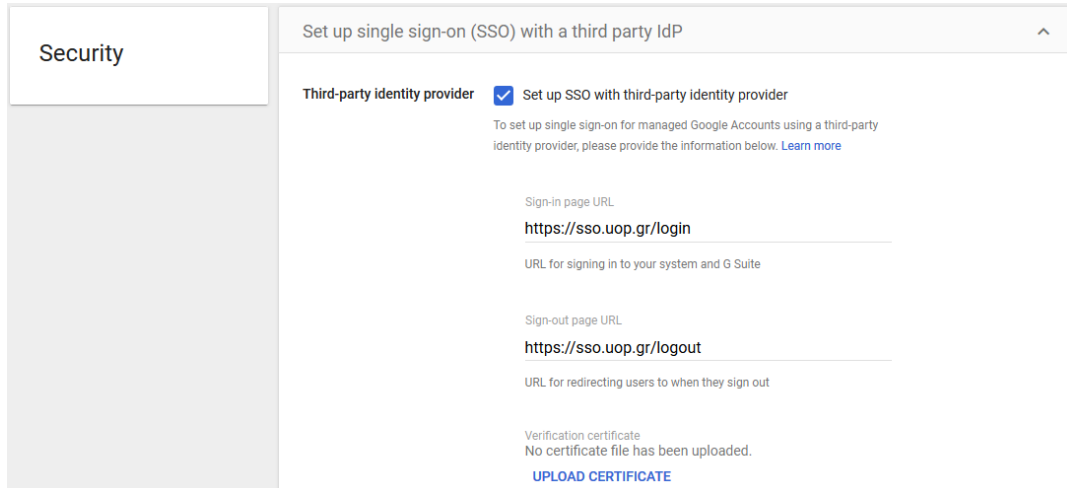 Security
Set up single sign-on (SSO) with a third party IdP
Third-party identity provider
Set up SSO with third-party identity provider
To set up single sign-on for managed Google Accounts using a third-party
identity provider, please provide the information below. Learn more
Sign-in page URL
https://sso.uop.gr/login
URL for signing in to your system and G Suite
Sign-out page URL
https://sso.uop.gr/logout
URL for redirecting users to when they sign out
Verification certificate
No certificate file has been uploaded.
UPLOAD CERTIFICATE